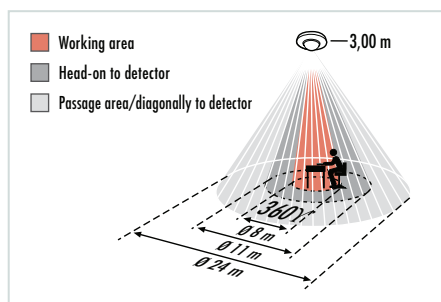 Working area
Head-on to detector
Passage area/diagonally to detector
3,00 m
360°
Ø 8 m
Ø 11 m
Ø 24 m